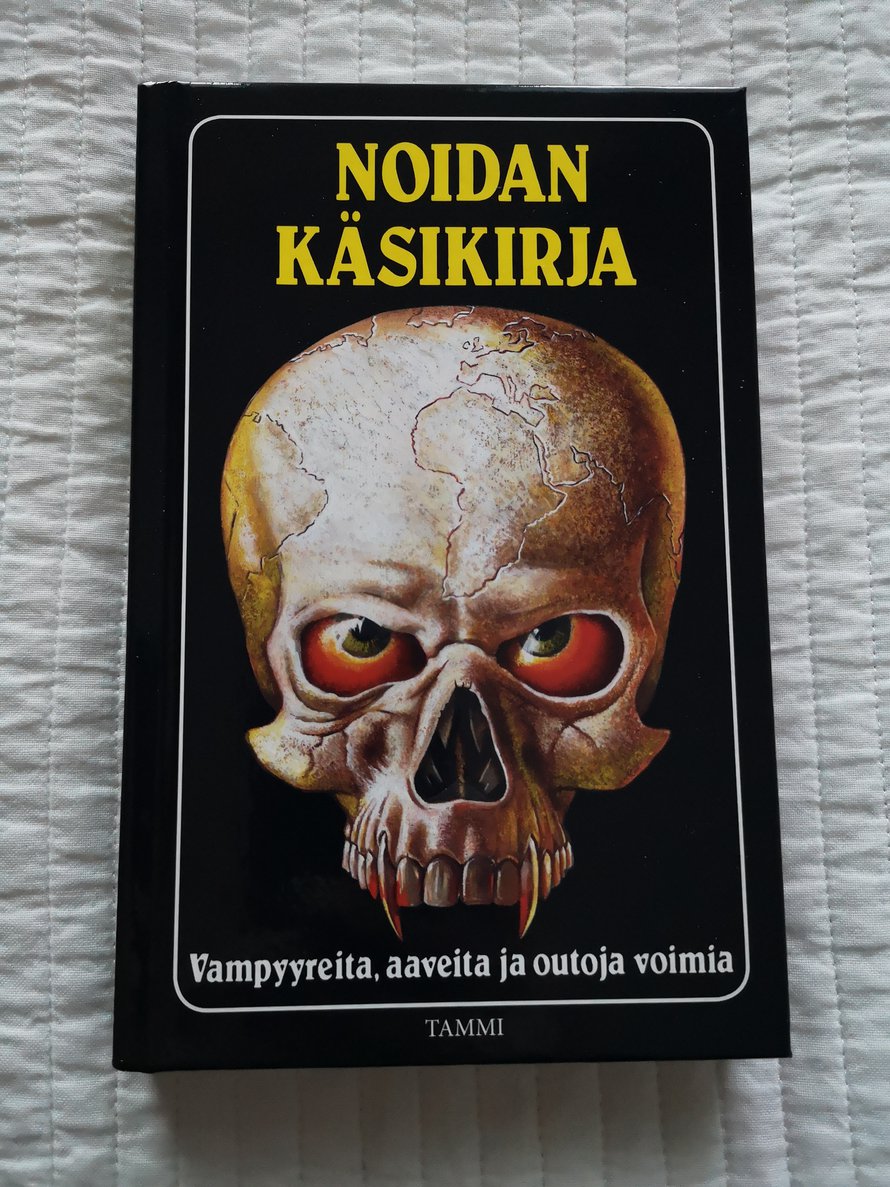 NOIDAN
KÄSIKIRJA
Vampyyreita, aaveita ja outoja voimia
TAMMI